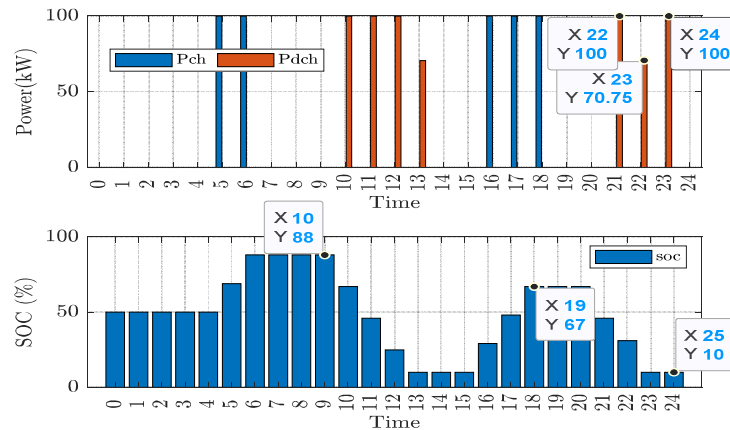 100
50
0
Power(kW)
Pch Pdch
X 22
Y 100
X 24
Y 100
X 23
Y 70.75
0 1 2 3 4 5 6 7 8 9 10 11 12 13 14 15 16 17 18 19 20 21 22 23 24
Time
X 10
Y 88
100
50
0
SOC (%)
soc
X 19
Y 67
X 25
Y 10
0 1 2 3 4 5 6 7 8 9 10 11 12 13 14 15 16 17 18 19 20 21 22 23 24
Time